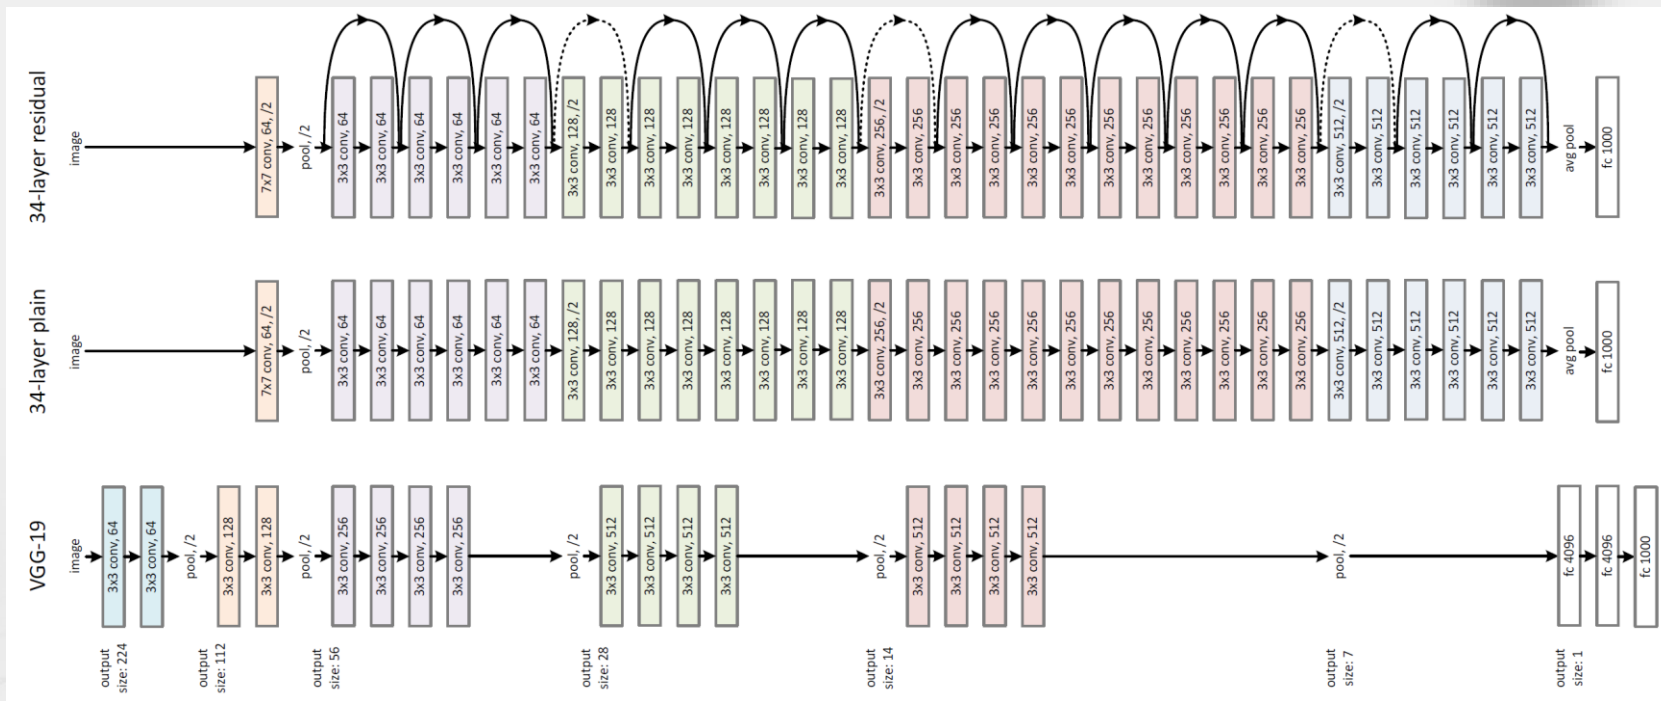 34-layer residual
image
7x7 conv, 64, /2
pool, /2
3x3 conv, 64
3x3 conv, 64
3x3 conv, 64
3x3 conv, 64
3x3 conv, 64
3x3 conv, 64
3x3 conv, 128, /2
3x3 conv, 128
3x3 conv, 128
3x3 conv, 128
3x3 conv, 128
3x3 conv, 128
3x3 conv, 128
3x3 conv, 128
3x3 conv, 256, /2
3x3 conv, 256
3x3 conv, 256
3x3 conv, 256
3x3 conv, 256
3x3 conv, 256
3x3 conv, 256
3x3 conv, 256
3x3 conv, 256
3x3 conv, 256
3x3 conv, 256
3x3 conv, 256
3x3 conv, 512, /2
3x3 conv, 512
3x3 conv, 512
3x3 conv, 512
3x3 conv, 512
3x3 conv, 512
avg pool
fc 1000
34-layer plain
image
7x7 conv, 64, /2
pool, /2
3x3 conv, 64
3x3 conv, 64
3x3 conv, 64
3x3 conv, 64
3x3 conv, 64
3x3 conv, 64
3x3 conv, 128, /2
3x3 conv, 128
3x3 conv, 128
3x3 conv, 128
3x3 conv, 128
3x3 conv, 128
3x3 conv, 128
3x3 conv, 128
3x3 conv, 256, /2
3x3 conv, 256
3x3 conv, 256
3x3 conv, 256
3x3 conv, 256
3x3 conv, 256
3x3 conv, 256
3x3 conv, 256
3x3 conv, 256
3x3 conv, 256
3x3 conv, 256
3x3 conv, 256
3x3 conv, 512, /2
3x3 conv, 512
3x3 conv, 512
3x3 conv, 512
3x3 conv, 512
3x3 conv, 512
avg pool
fc 1000
VGG-19
image
3x3 conv, 64
3x3 conv, 64
pool, /2
3x3 conv, 128
3x3 conv, 128
pool, /2
3x3 conv, 256
3x3 conv, 256
3x3 conv, 256
3x3 conv, 256
pool, /2
3x3 conv, 512
3x3 conv, 512
3x3 conv, 512
3x3 conv, 512
pool, /2
3x3 conv, 512
3x3 conv, 512
3x3 conv, 512
3x3 conv, 512
pool, /2
fc 4096
fc 4096
fc 1000
output
size: 224
output
size: 112
output
size: 56
output
size: 28
output
size: 14
output
size: 7
output
size: 1